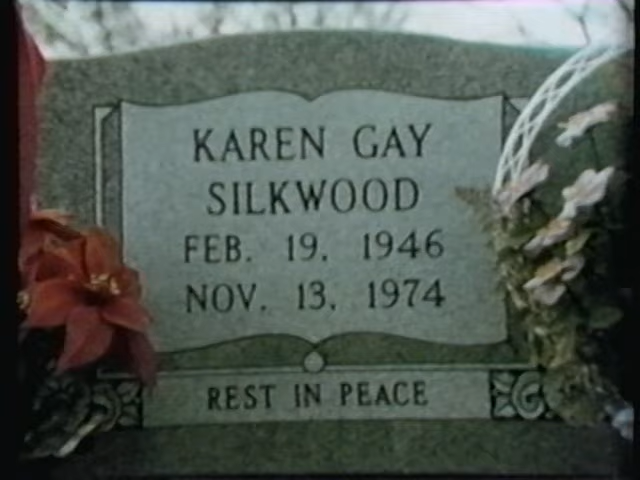 KAREN GAY
SILKWOOD
FEB. 19. 1946
NOV. 13. 1974
REST IN PEACE